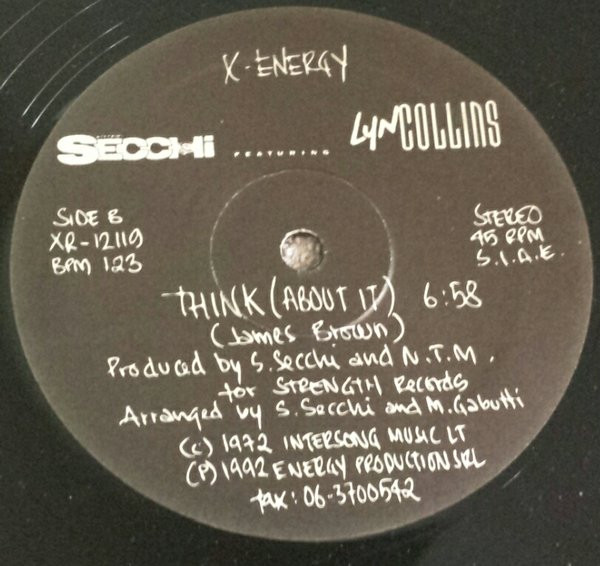 X-ENERGY
SECCHi FEATURING LYN COLLINS
SIDE B
XR-12119
BPM 123
STEREO
45 RPM
S.I.A.E.
THINK (ABOUT IT) 6:58
(James Brown)
Produced by S. Secchi and N.T.M.
for STRENGTH Records
Arranged by S. Secchi and M. Gabutti
(C) 1972 INTERSONG MUSIC LT
(P) 1992 ENERGY PRODUCTION SRL
fax: 06-3700542